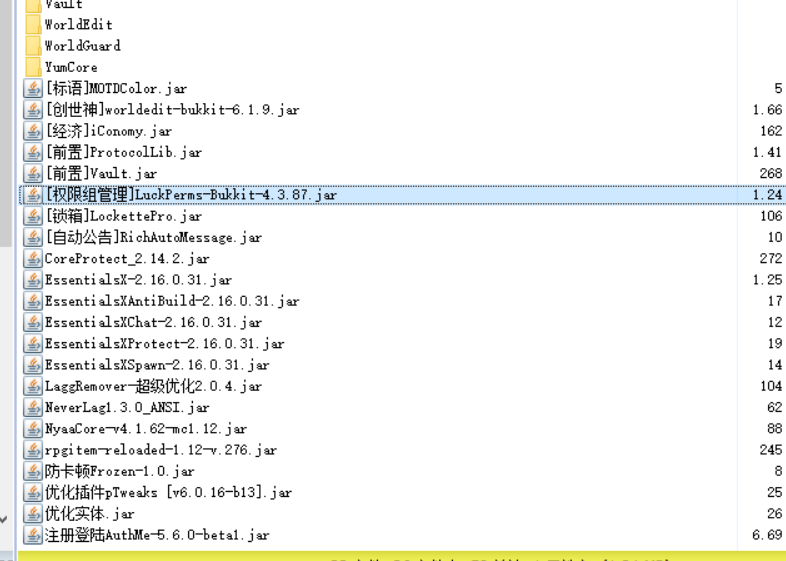 Vault
WorldEdit
WorldGuard
YumCore
[标语]MOTDColor.jar 5
[创世神]worldedit-bukkit-6.1.9.jar 1.66
[经济]iConomy.jar 162
[前置]ProtocolLib.jar 1.41
[前置]Vault.jar 268
[权限组管理]LuckPerms-Bukkit-4.3.87.jar 1.24
[锁箱]LockettePro.jar 106
[自动公告]RichAutoMessage.jar 10
CoreProtect_2.14.2.jar 272
EssentialsX-2.16.0.31.jar 1.25
EssentialsXAntiBuild-2.16.0.31.jar 17
EssentialsXChat-2.16.0.31.jar 12
EssentialsXProtect-2.16.0.31.jar 19
EssentialsXSpawn-2.16.0.31.jar 14
LaggRemover-超级优化2.0.4.jar 104
NeverLag1.3.0_ANSI.jar 62
NyaaCore-v4.1.62-mc1.12.jar 88
rpgitem-reloaded-1.12-v.276.jar 245
防卡顿Frozen-1.0.jar 8
优化插件pTweaks [v6.0.16-b13].jar 25
优化实体.jar 26
注册登陆AuthMe-5.6.0-beta1.jar 6.69